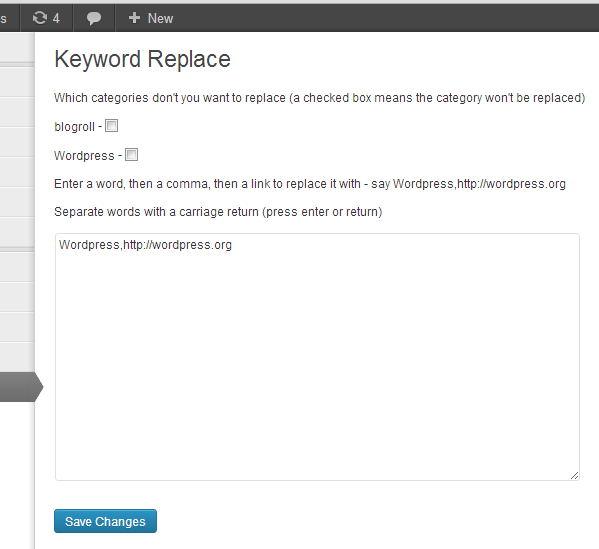 s 4 New
Keyword Replace
Which categories don't you want to replace (a checked box means the category won't be replaced)
blogroll -
Wordpress -
Enter a word, then a comma, then a link to replace it with - say Wordpress,http://wordpress.org
Separate words with a carriage return (press enter or return)
Wordpress,http://wordpress.org
Save Changes